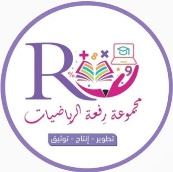 R
مجموعة رفعة الرياضيات
تطوير - إنتاج - توثيق